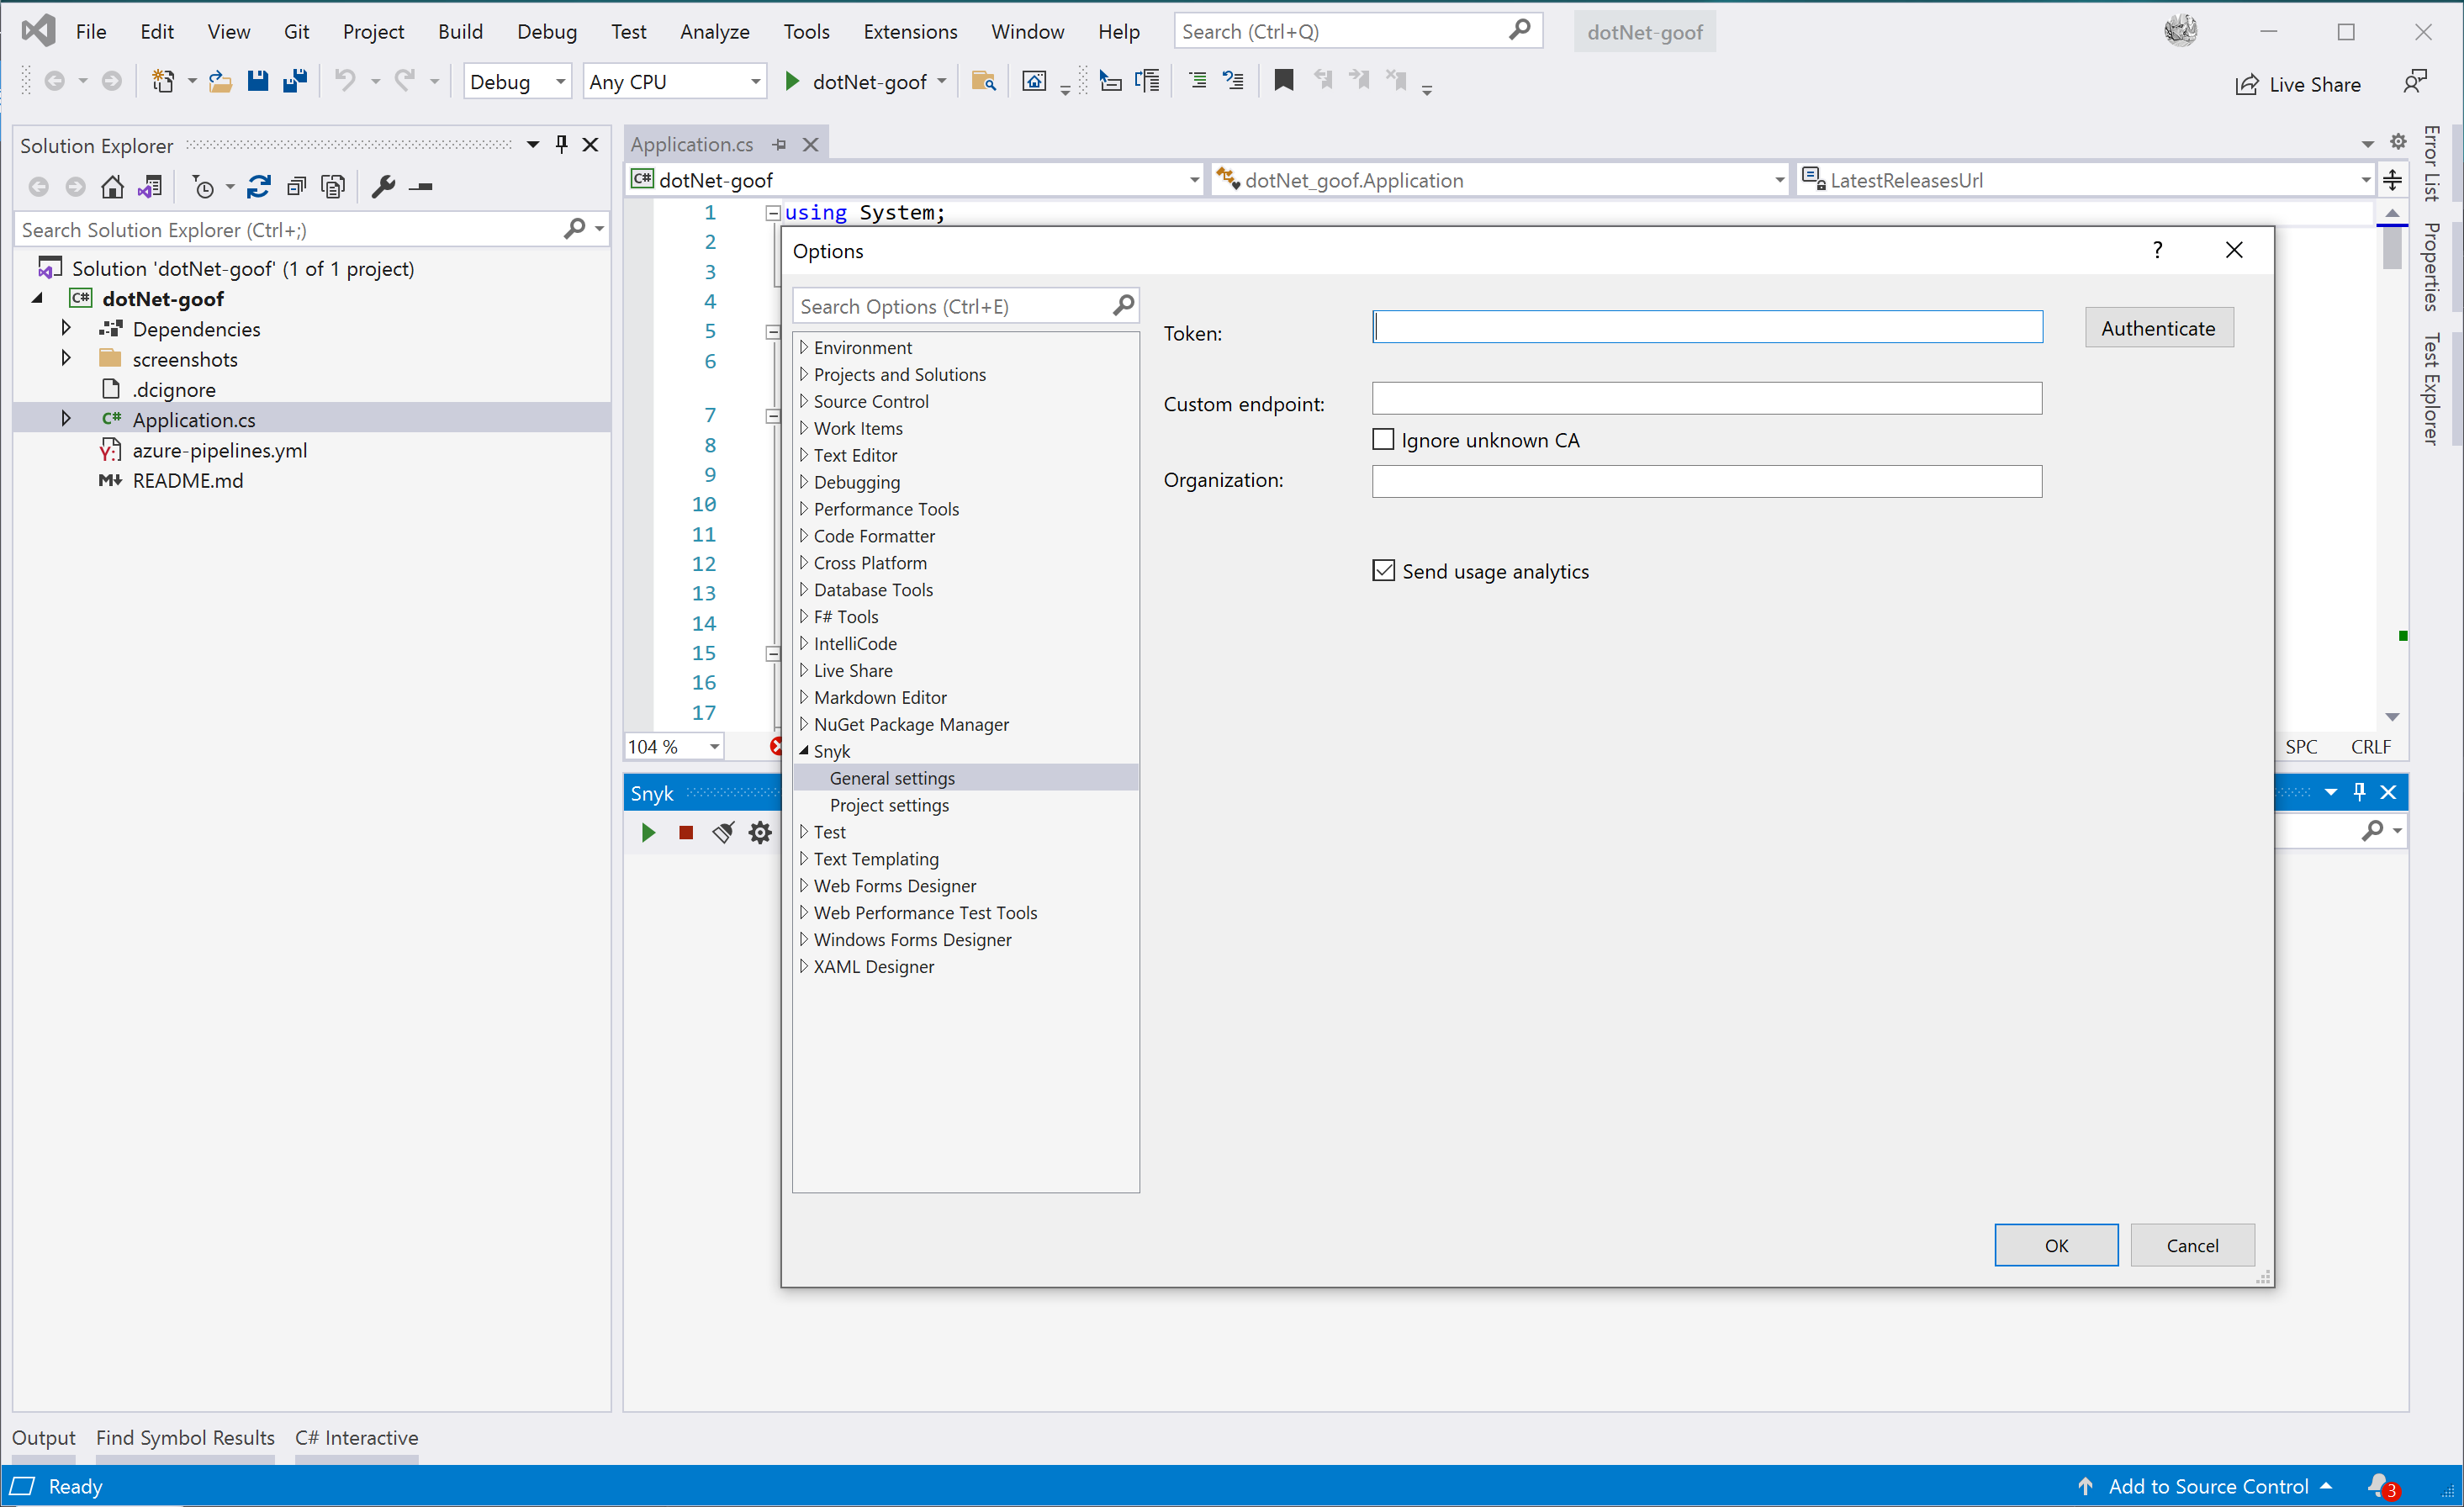 File Edit View Git Project Build Debug Test Analyze Tools Extensions Window Help Search (Ctrl+Q) dotNet-goof
Debug Any CPU dotNet-goof Live Share
Solution Explorer
Search Solution Explorer (Ctrl+;)
Solution 'dotNet-goof' (1 of 1 project)
C# dotNet-goof
Dependencies
screenshots
.dcignore
C# Application.cs
Y: azure-pipelines.yml
M README.md
Application.cs
C# dotNet-goof dotNet_goof.Application LatestReleasesUrl
1 using System;
2
3
4
5
6
7
8
9
10
11
12
13
14
15
16
17
104 %
SPC CRLF
Options ?
Search Options (Ctrl+E)
Environment
Projects and Solutions
Source Control
Work Items
Text Editor
Debugging
Performance Tools
Code Formatter
Cross Platform
Database Tools
F# Tools
IntelliCode
Live Share
Markdown Editor
NuGet Package Manager
Snyk
General settings
Project settings
Test
Text Templating
Web Forms Designer
Web Performance Test Tools
Windows Forms Designer
XAML Designer
Token: Authenticate
Custom endpoint:
Ignore unknown CA
Organization:
Send usage analytics
OK Cancel
Snyk
Error List
Properties
Test Explorer
Output Find Symbol Results C# Interactive
Ready Add to Source Control 3